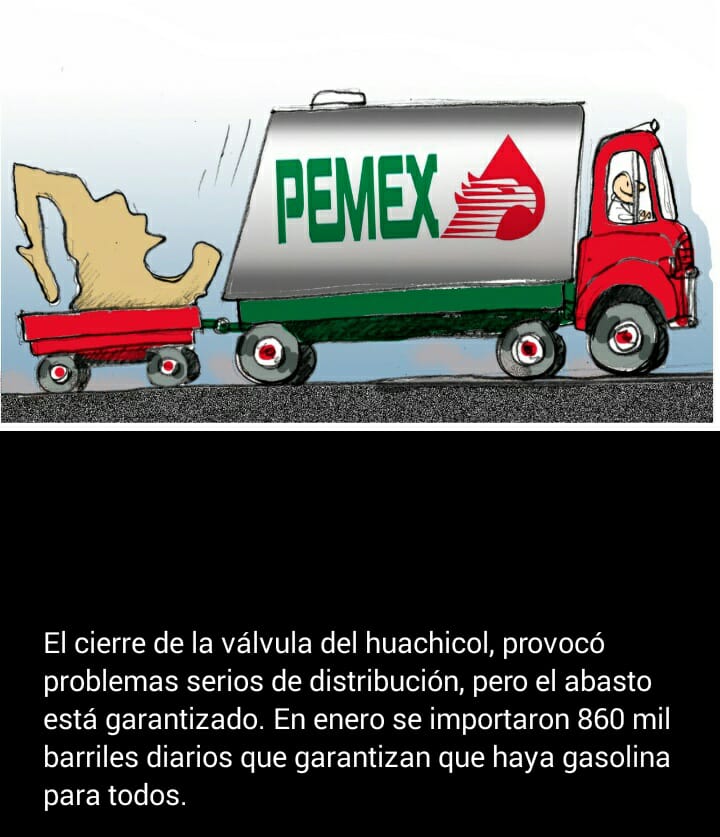 PEMEX
El cierre de la válvula del huachicol, provocó
problemas serios de distribución, pero el abasto
está garantizado. En enero se importaron 860 mil
barriles diarios que garantizan que haya gasolina
para todos.